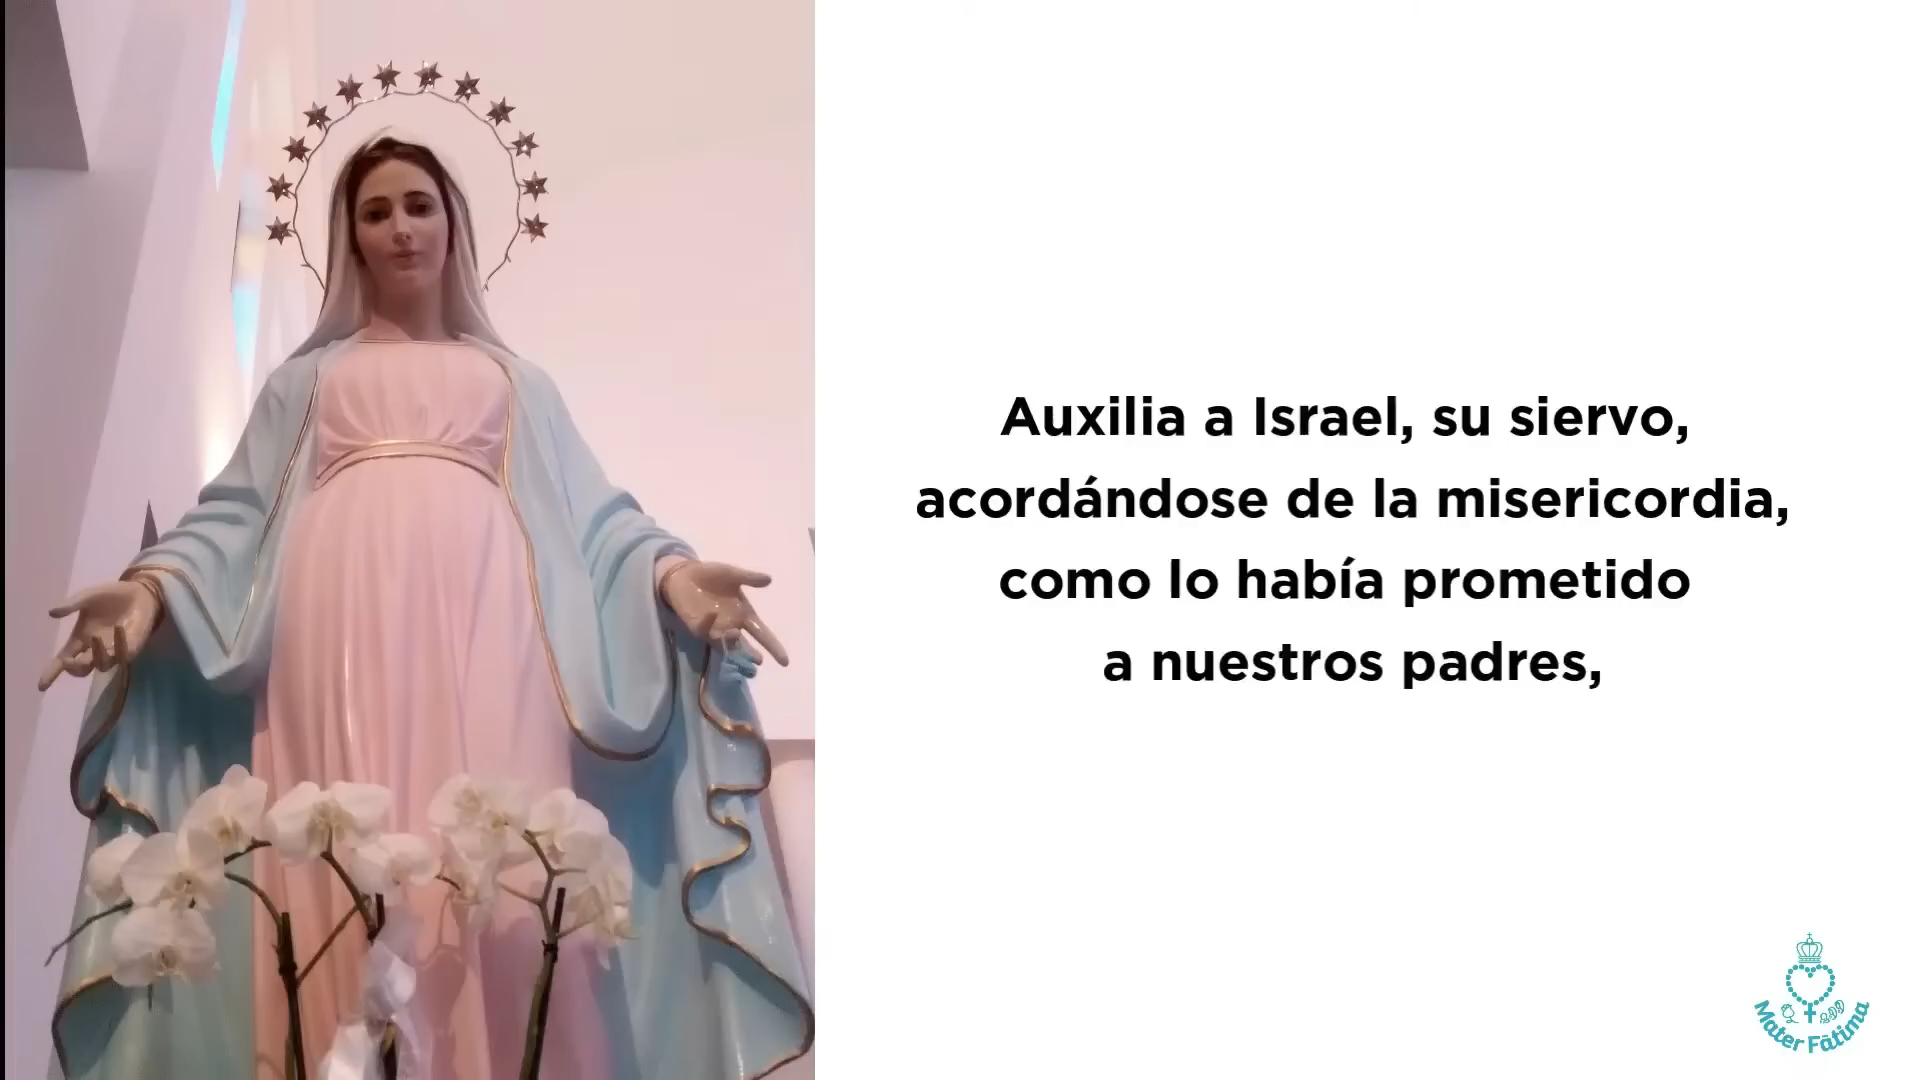 Auxilia a Israel, su siervo,
acordándose de la misericordia,
como lo había prometido
a nuestros padres,
Mater Fátima